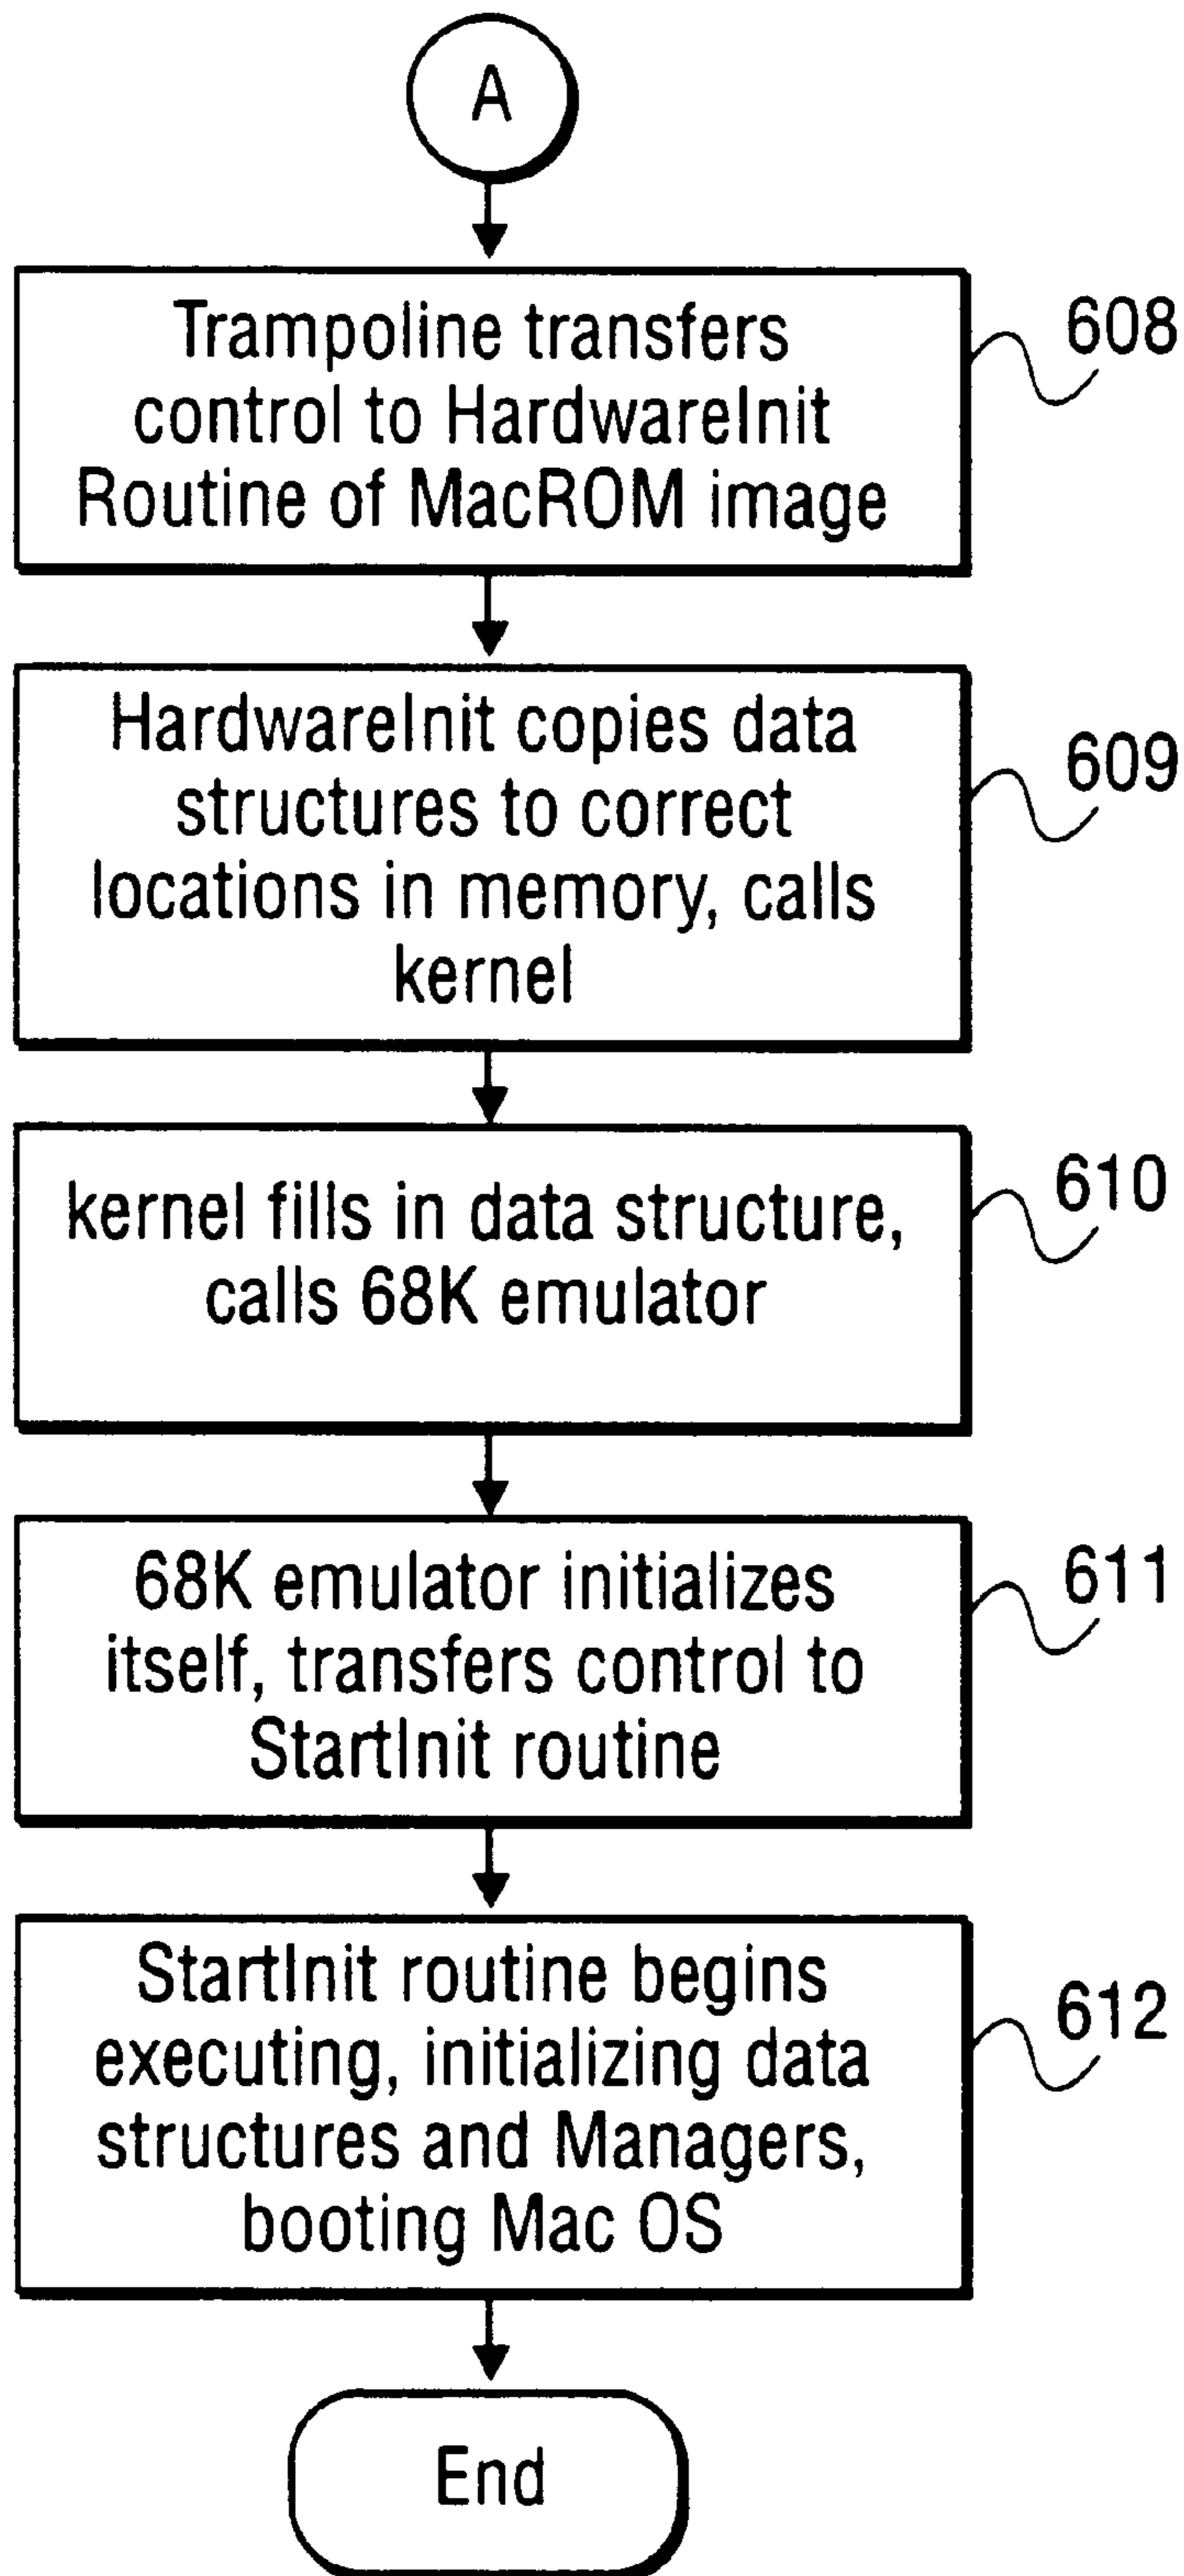 A
Trampoline transfers
control to HardwareInit
Routine of MacROM image
608
HardwareInit copies data
structures to correct
locations in memory, calls
kernel
609
kernel fills in data structure,
calls 68K emulator
610
68K emulator initializes
itself, transfers control to
StartInit routine
611
StartInit routine begins
executing, initializing data
structures and Managers,
booting Mac OS
612
End